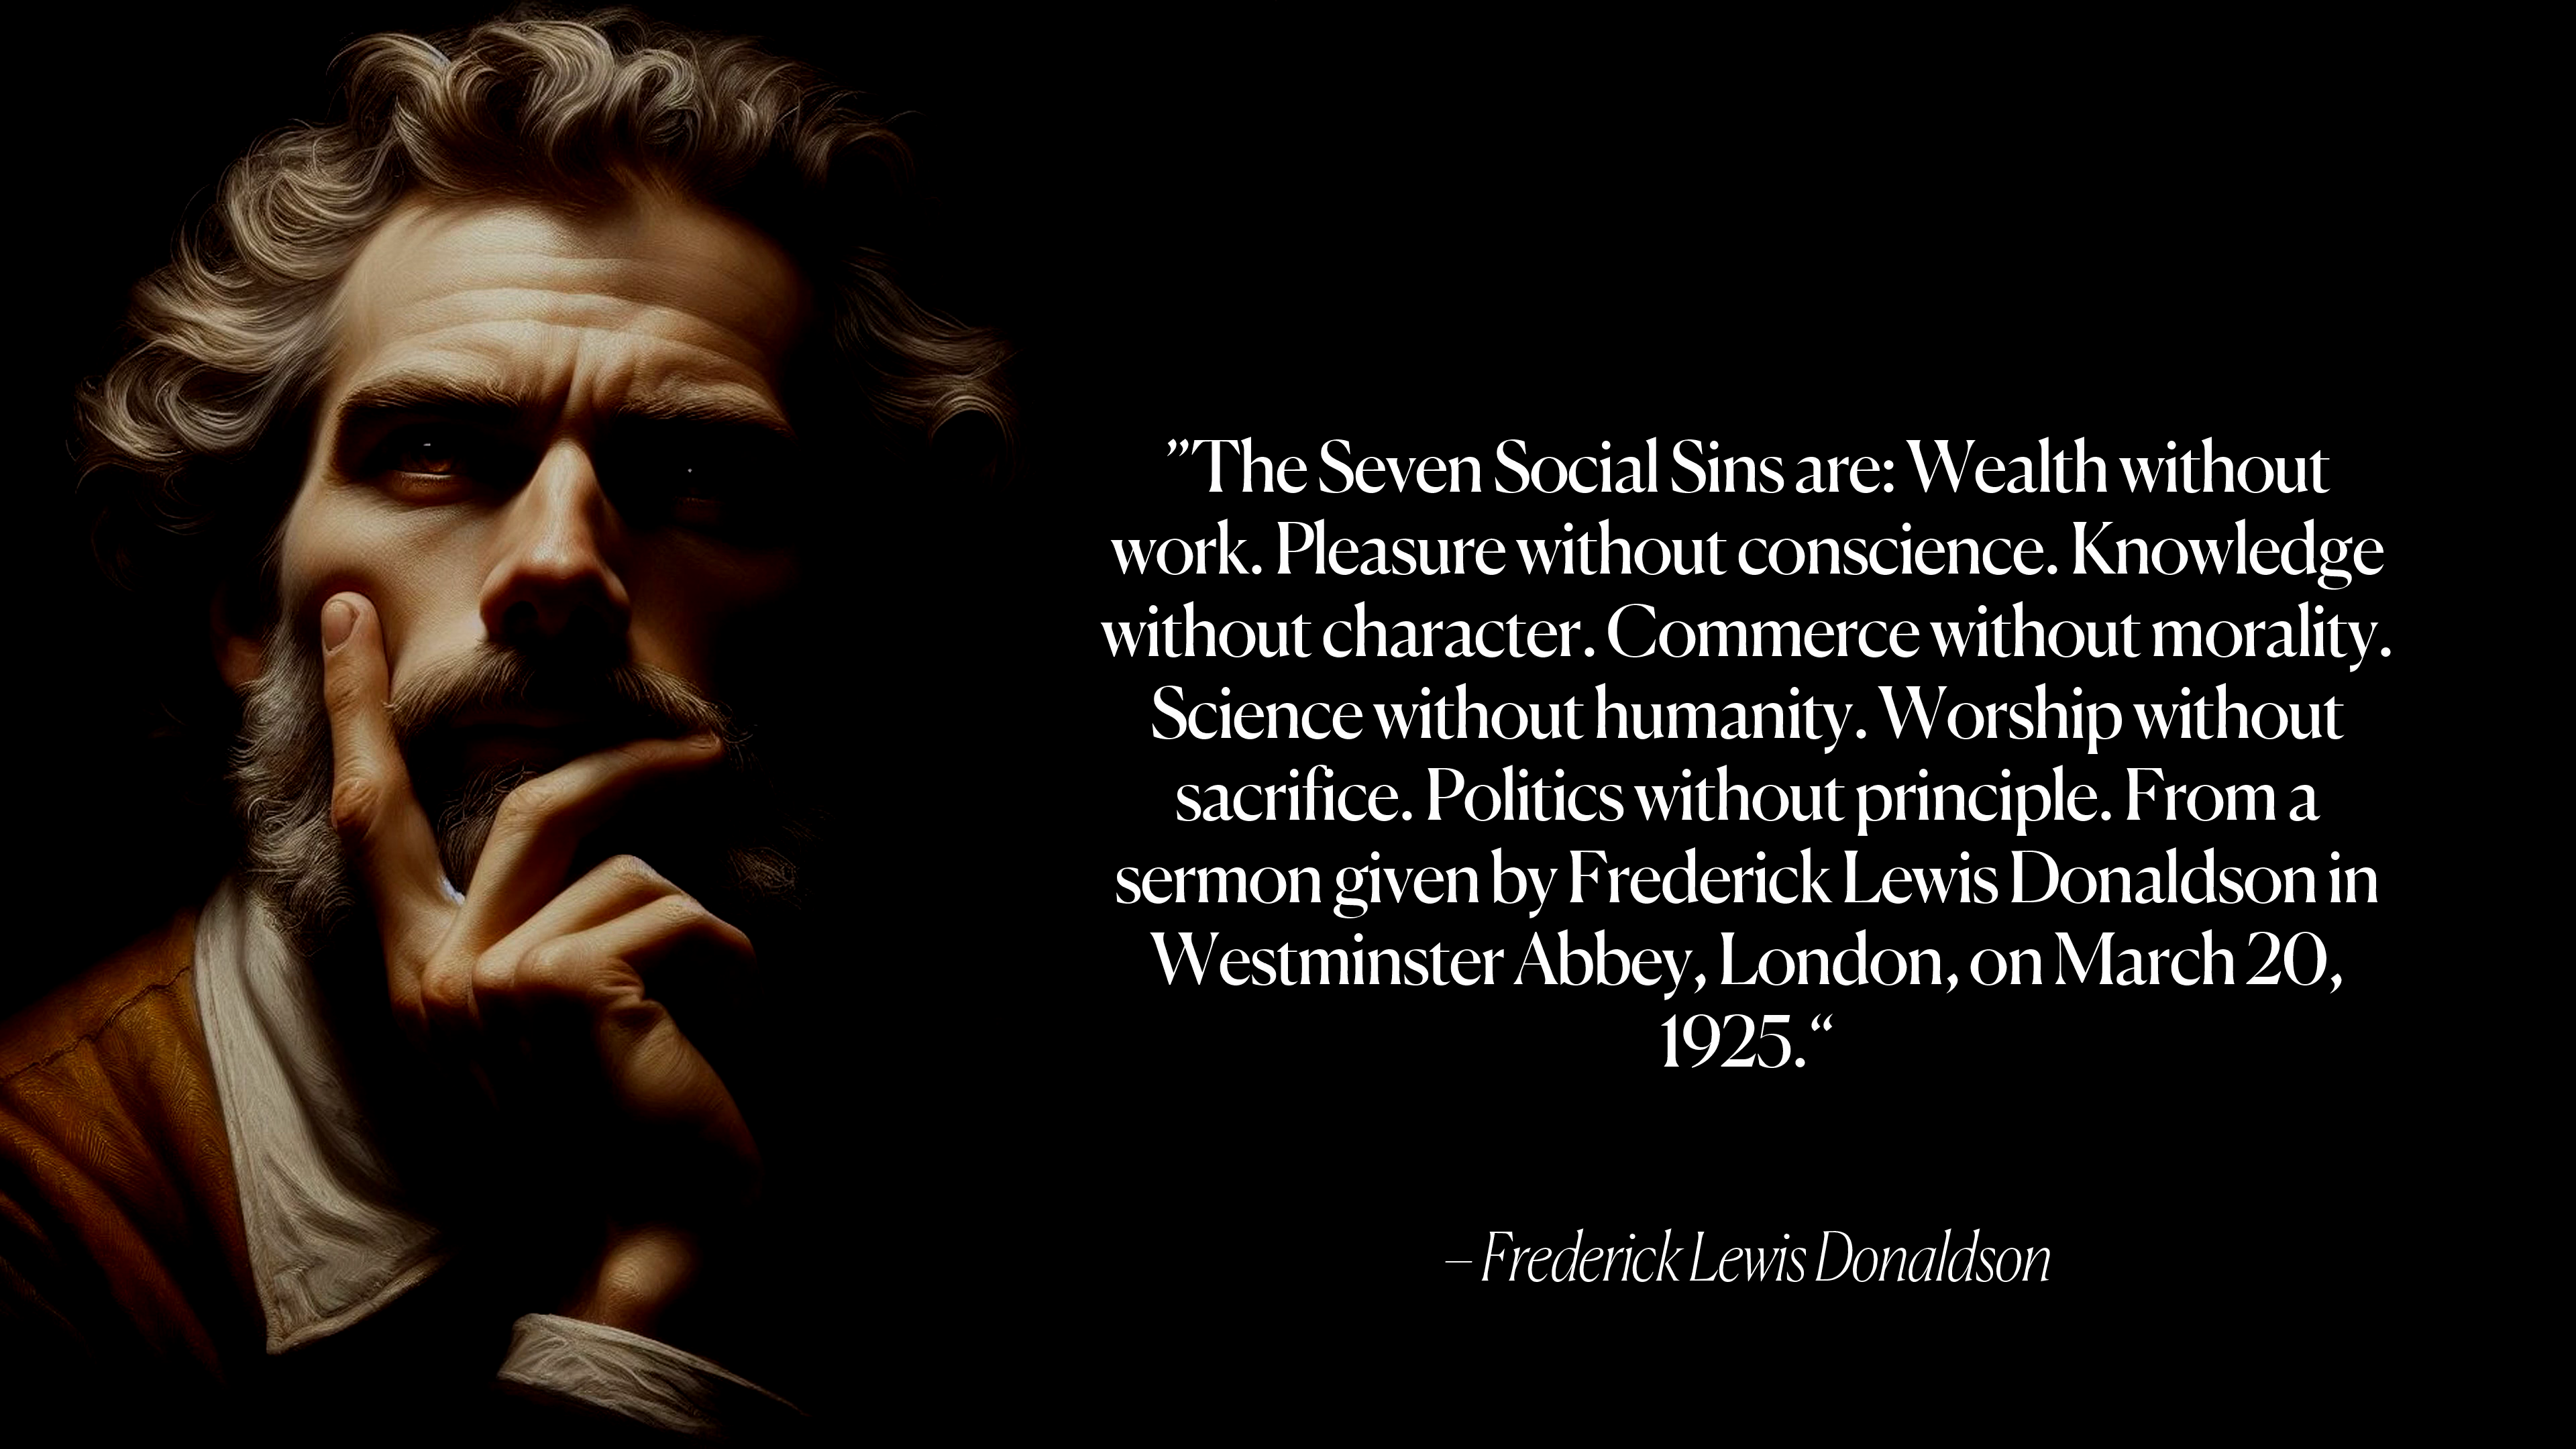 ”The Seven Social Sins are: Wealth without
work. Pleasure without conscience. Knowledge
without character. Commerce without morality.
Science without humanity. Worship without
sacrifice. Politics without principle. From a
sermon given by Frederick Lewis Donaldson in
Westminster Abbey, London, on March 20,
1925.“
– Frederick Lewis Donaldson